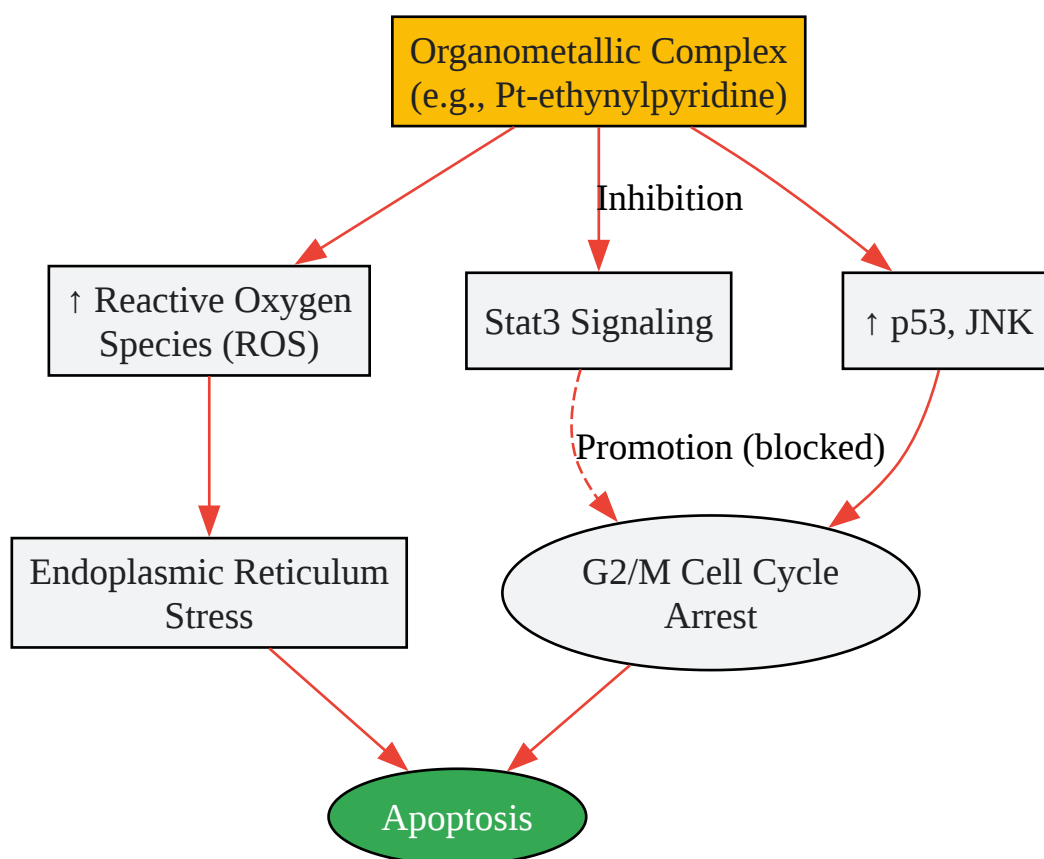 Organometallic Complex
(e.g., Pt-ethynylpyridine)
Inhibition
↑ Reactive Oxygen
Species (ROS)
Stat3 Signaling
↑ p53, JNK
Promotion (blocked)
Endoplasmic Reticulum
Stress
G2/M Cell Cycle
Arrest
Apoptosis